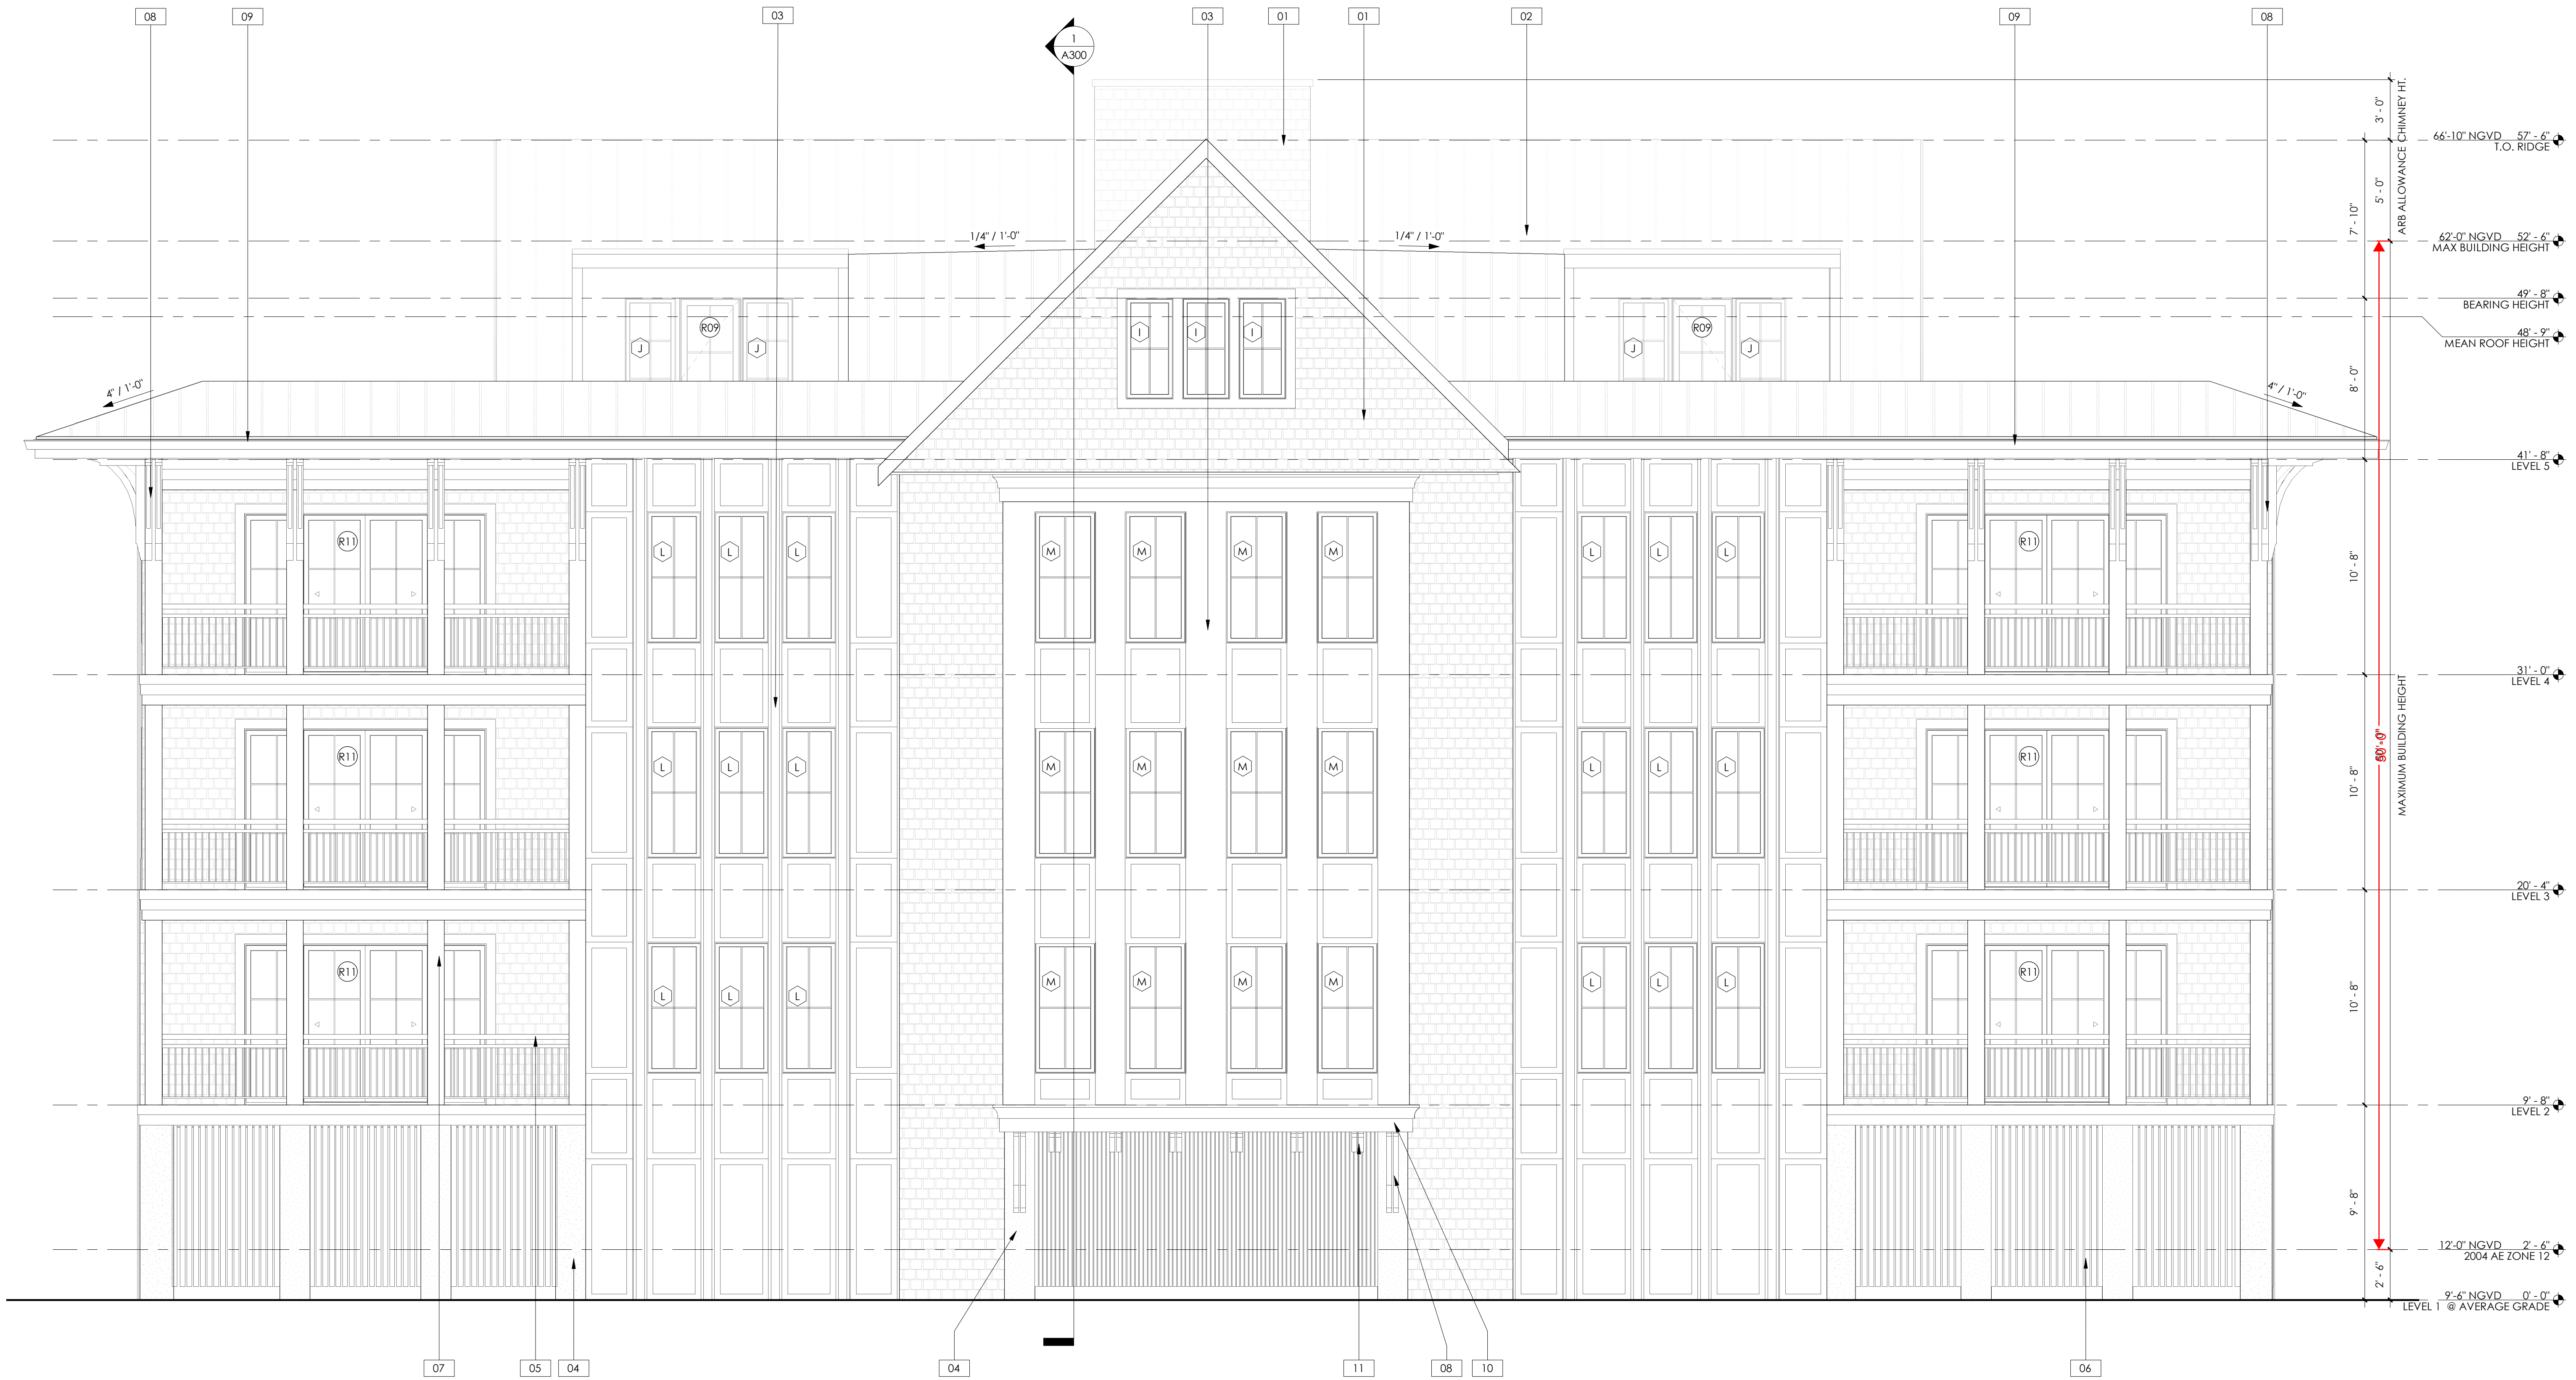 08
09
03
03
01
01
02
09
08
1
A300
3' - 0"
ARB ALLOWANCE CHIMNEY HT.
66'-10" NGVD 57' - 6"
T.O. RIDGE
5' - 0"
7' - 10"
1/4" / 1'-0"
1/4" / 1'-0"
62'-0" NGVD 52' - 6"
MAX BUILDING HEIGHT
49' - 8"
BEARING HEIGHT
48' - 9"
MEAN ROOF HEIGHT
R09
I
I
I
R09
J
J
J
J
8' - 0"
4" / 1'-0"
4" / 1'-0"
41' - 8"
LEVEL 5
R11
L
L
L
M
M
M
M
L
L
L
R11
10' - 8"
31' - 0"
LEVEL 4
MAXIMUM BUILDING HEIGHT
R11
L
L
L
M
M
M
M
L
L
L
R11
10' - 8"
20' - 4"
LEVEL 3
R11
L
L
L
M
M
M
M
L
L
L
R11
10' - 8"
9' - 8"
LEVEL 2
9' - 8"
12'-0" NGVD 2' - 6"
2004 AE ZONE 12
2' - 6"
9'-6" NGVD 0' - 0"
LEVEL 1 @ AVERAGE GRADE
07
05
04
04
11
08
10
06